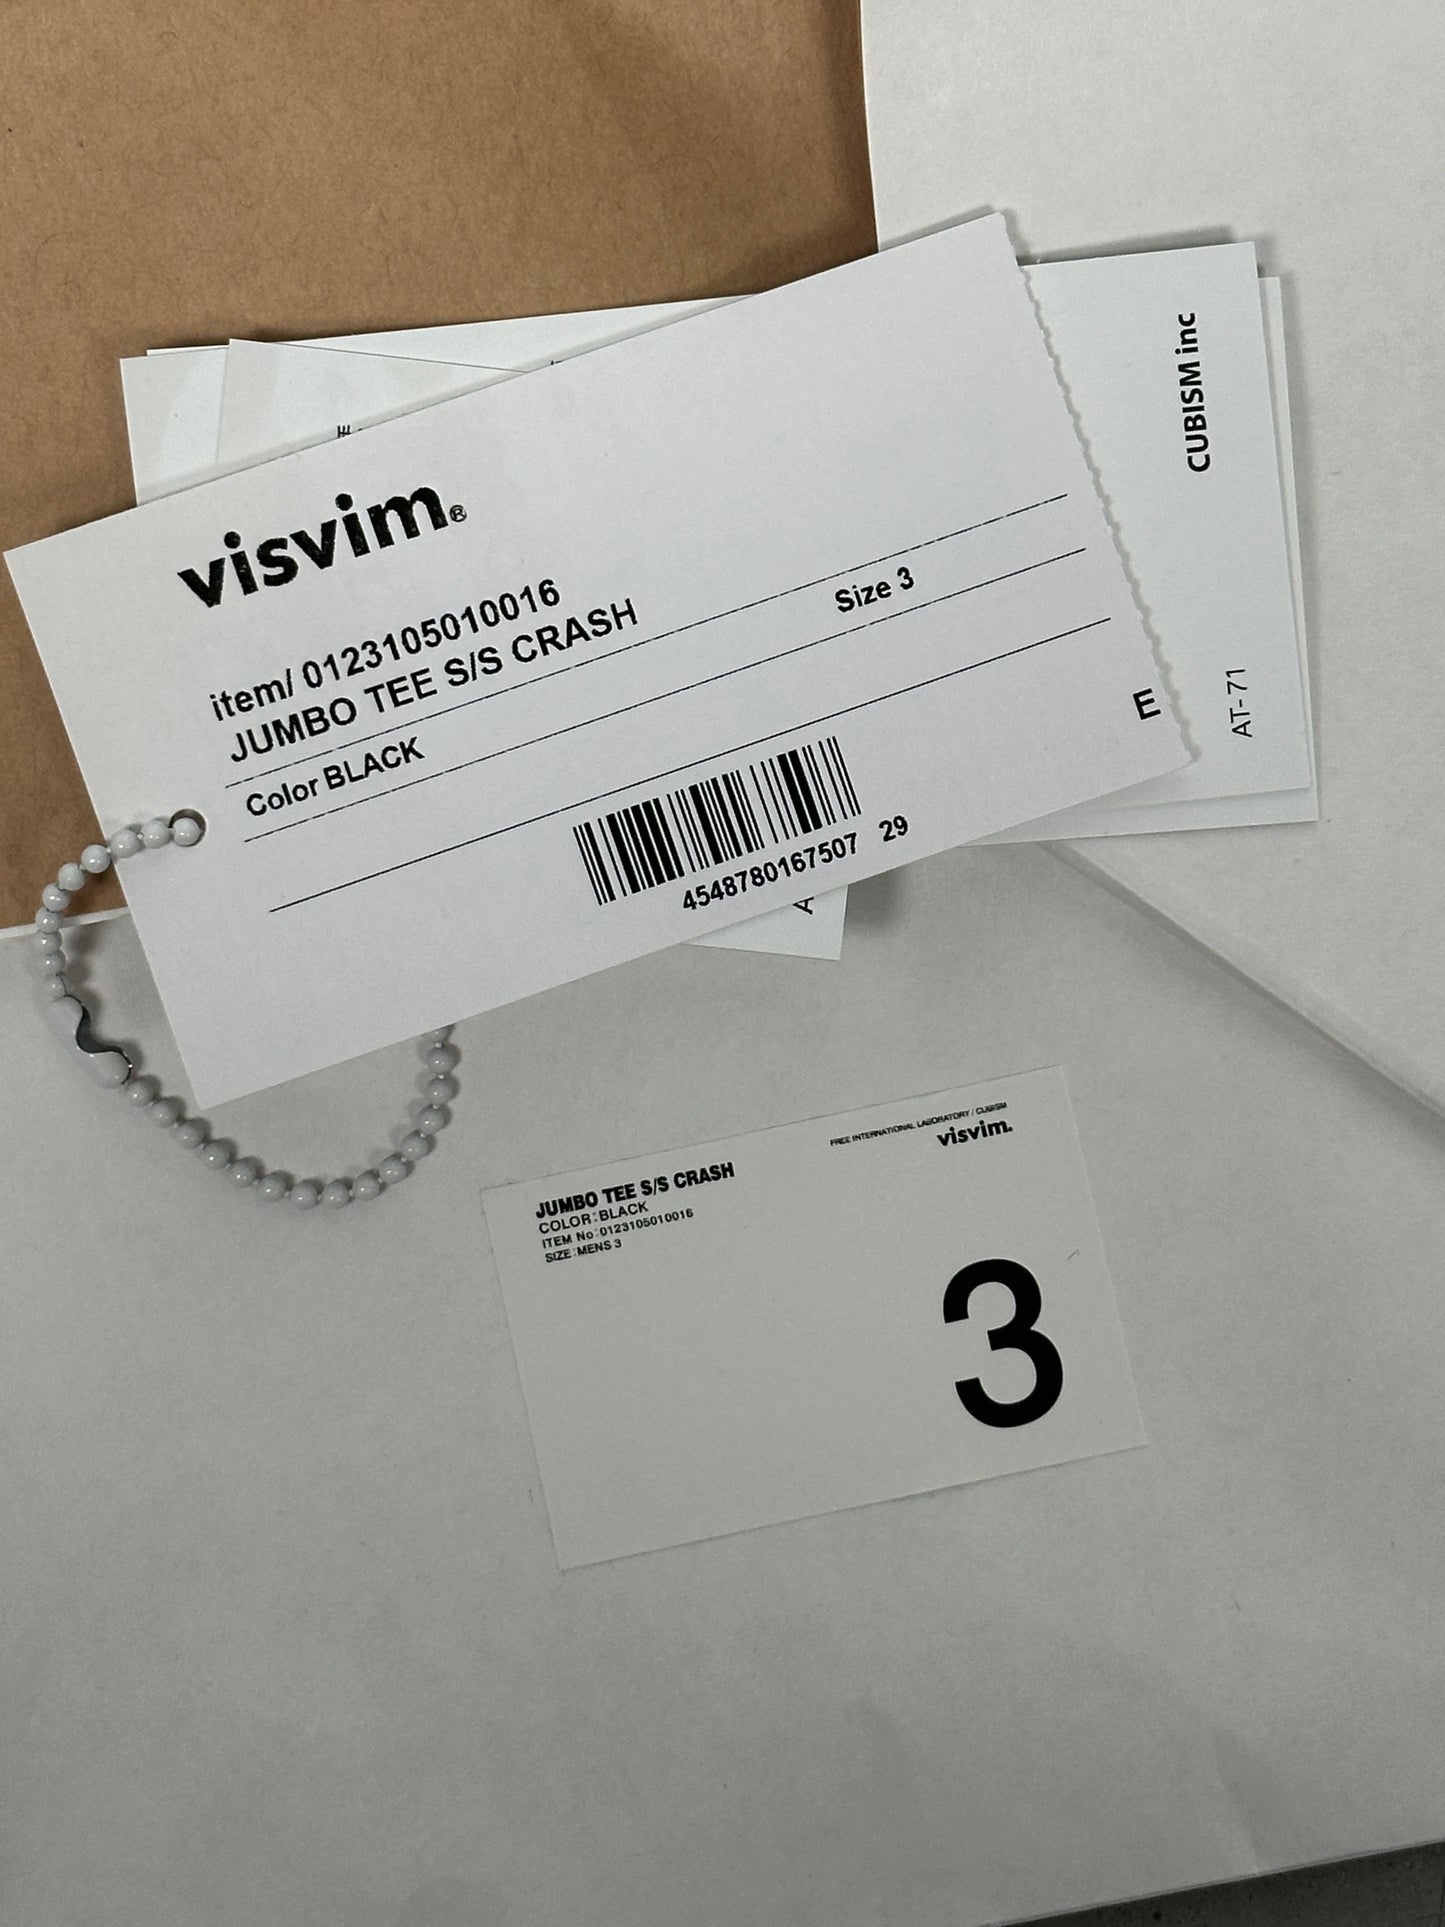 visvim®
item/ 0123105010016
JUMBO TEE S/S CRASH
Color BLACK
Size 3
E
4548780167507 29
CUBISM inc
AT-71
A
FREE INTERNATIONAL LABORATORY / CUBISM
visvim.
JUMBO TEE S/S CRASH
COLOR:BLACK
ITEM No:0123105010016
SIZE:MENS 3
3